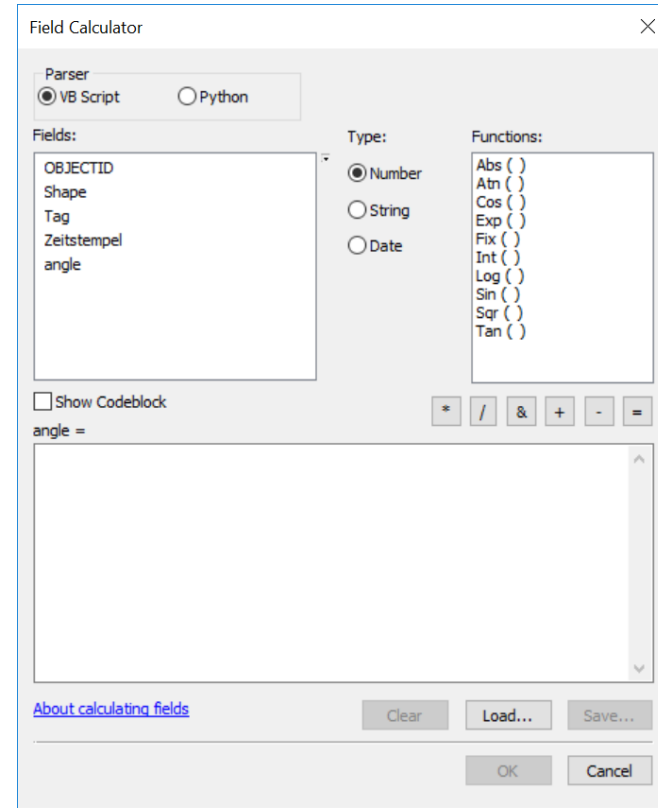 Field Calculator
Parser
VB Script Python
Fields:
OBJECTID
Shape
Tag
Zeitstempel
angle
Type:
Number
String
Date
Functions:
Abs ( )
Atn ( )
Cos ( )
Exp ( )
Fix ( )
Int ( )
Log ( )
Sin ( )
Sqr ( )
Tan ( )
Show Codeblock
* / & + - =
angle =
About calculating fields
Clear Load... Save...
OK Cancel